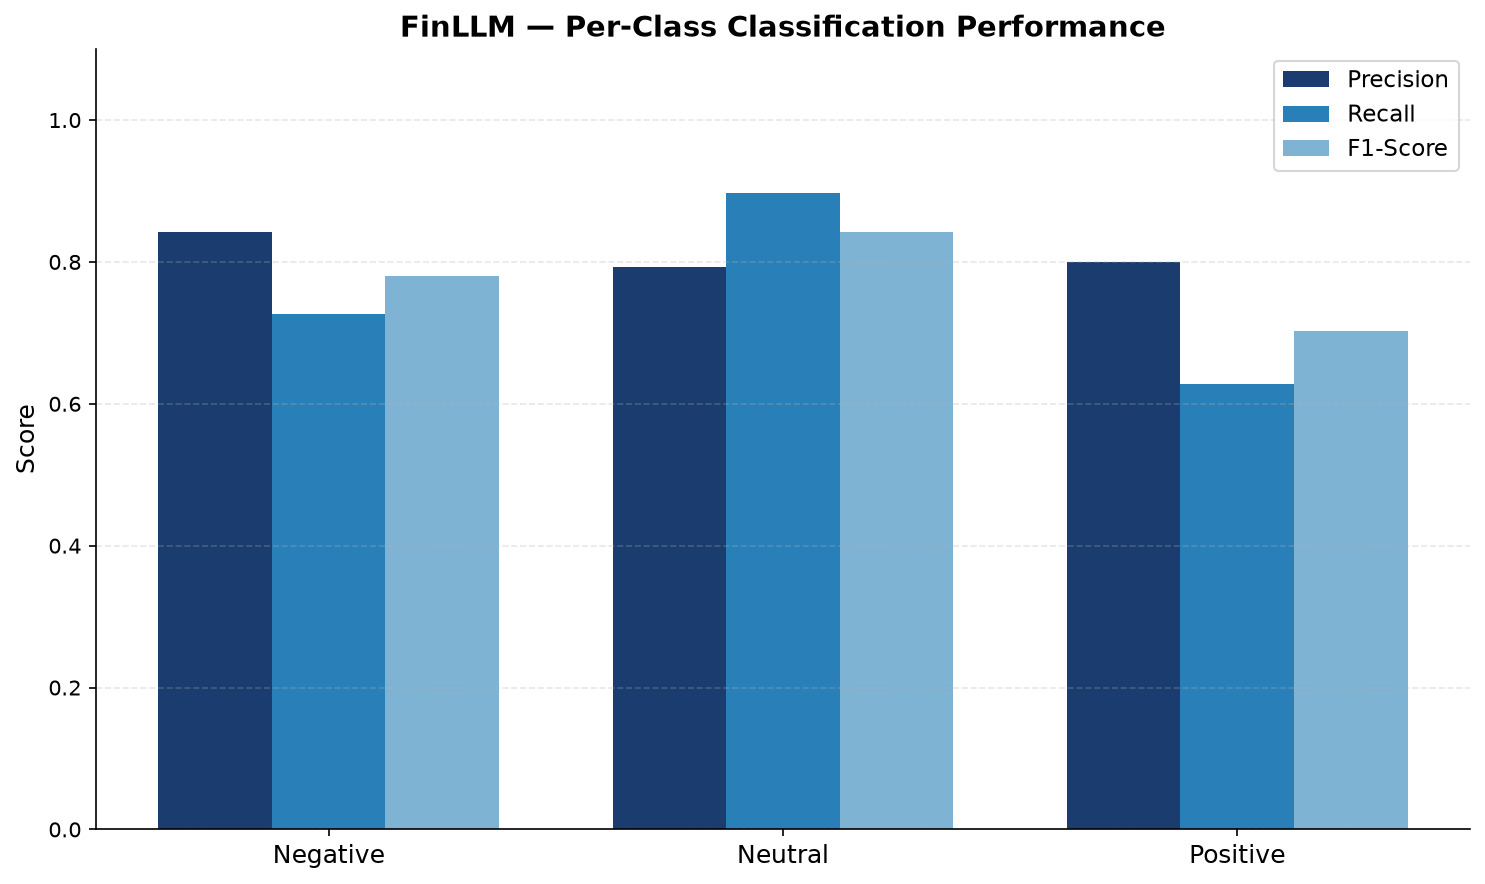 FinLLM — Per-Class Classification Performance
Precision
Recall
F1-Score
1.0
0.8
0.6
0.4
0.2
0.0
Score
Negative Neutral Positive